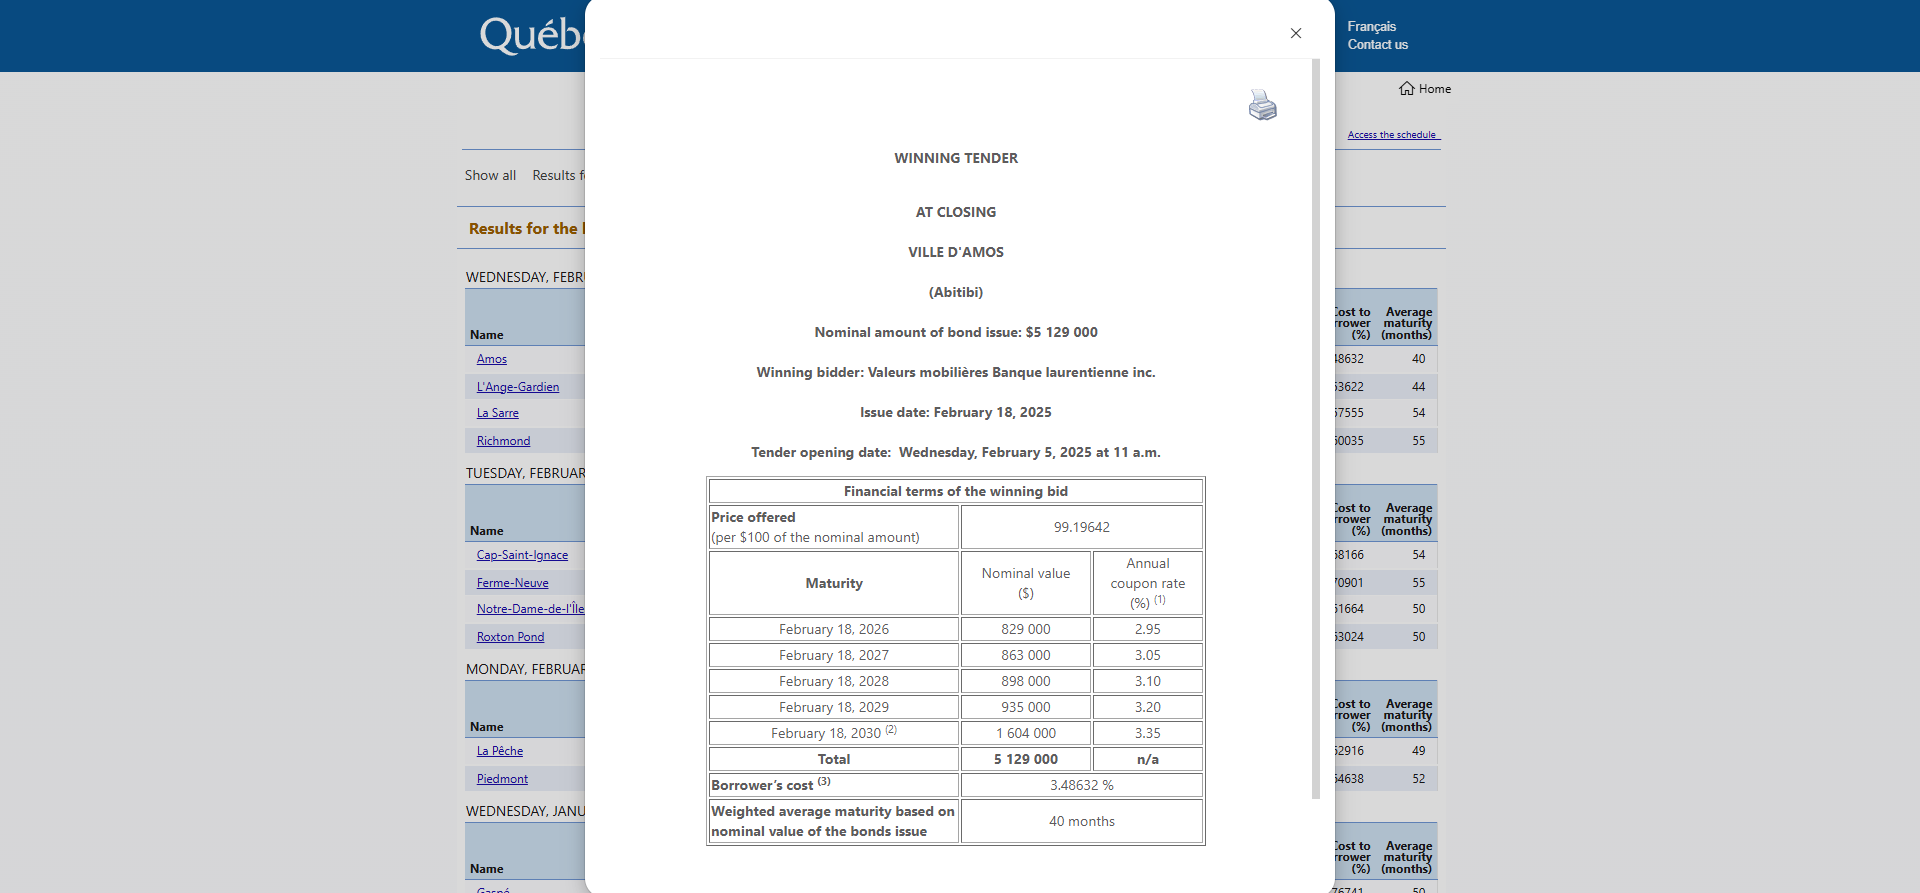 Québ
Français
Contact us
Home
Access the schedule
Show all Results f
Results for the
WEDNESDAY, FEBR
Name
Cost to
rrower
(%)
Average
maturity
(months)
Amos 48632 40
L'Ange-Gardien 53622 44
La Sarre 57555 54
Richmond 60035 55
TUESDAY, FEBRUAR
Name
Cost to
rrower
(%)
Average
maturity
(months)
Cap-Saint-Ignace 68166 54
Ferme-Neuve 70901 55
Notre-Dame-de-l'Île 51664 50
Roxton Pond 53024 50
MONDAY, FEBRUAR
Name
Cost to
rrower
(%)
Average
maturity
(months)
La Pêche 52916 49
Piedmont 54638 52
WEDNESDAY, JANU
Name
Cost to
rrower
(%)
Average
maturity
(months)
Gaspé 76741 50
WINNING TENDER
AT CLOSING
VILLE D'AMOS
(Abitibi)
Nominal amount of bond issue: $5 129 000
Winning bidder: Valeurs mobilières Banque laurentienne inc.
Issue date: February 18, 2025
Tender opening date: Wednesday, February 5, 2025 at 11 a.m.
Financial terms of the winning bid
Price offered
(per $100 of the nominal amount)
99.19642
Maturity
Nominal value
($)
Annual
coupon rate
(%) (1)
February 18, 2026 829 000 2.95
February 18, 2027 863 000 3.05
February 18, 2028 898 000 3.10
February 18, 2029 935 000 3.20
February 18, 2030 (2) 1 604 000 3.35
Total 5 129 000 n/a
Borrower’s cost (3) 3.48632 %
Weighted average maturity based on
nominal value of the bonds issue
40 months